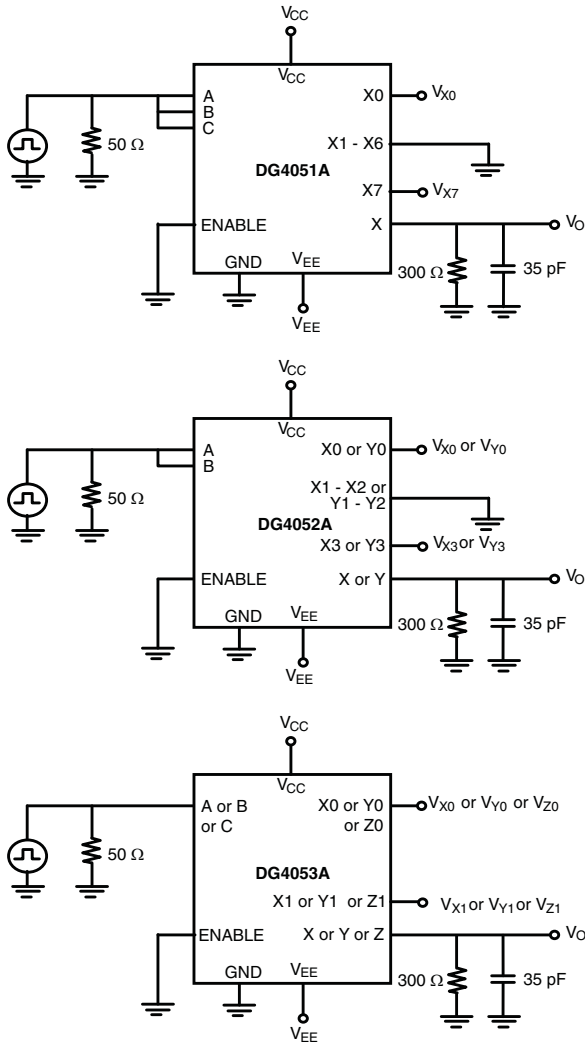 VCC
VCC
A
B
C
X0
VX0
50 Ω
X1 - X6
DG4051A
X7
VX7
ENABLE
X
VO
GND
VEE
300 Ω
35 pF
VEE
VCC
VCC
A
B
X0 or Y0
VX0 or VY0
50 Ω
X1 - X2 or
Y1 - Y2
DG4052A
X3 or Y3
VX3 or VY3
ENABLE
X or Y
VO
GND
VEE
300 Ω
35 pF
VEE
VCC
VCC
A or B
or C
X0 or Y0
or Z0
VX0 or VY0 or VZ0
50 Ω
DG4053A
X1 or Y1 or Z1
VX1 or VY1 or VZ1
ENABLE
X or Y or Z
VO
GND
VEE
300 Ω
35 pF
VEE